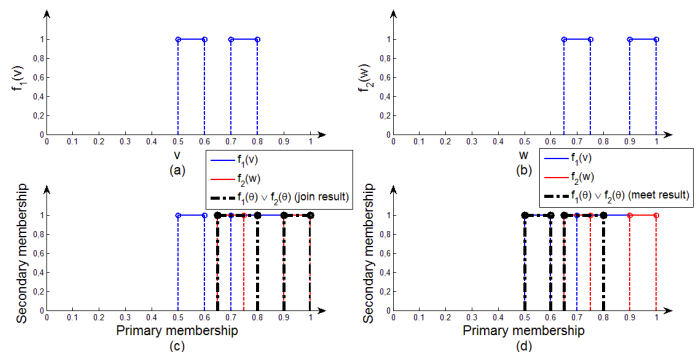 f1(v)
1
0.8
0.6
0.4
0.2
0
0 0.1 0.2 0.3 0.4 0.5 0.6 0.7 0.8 0.9 1
v
(a)
f2(w)
1
0.8
0.6
0.4
0.2
0
0 0.1 0.2 0.3 0.4 0.5 0.6 0.7 0.8 0.9 1
w
(b)
f1(v)
f2(w)
f1(θ) ∨ f2(θ) (join result)
Secondary membership
1
0.8
0.6
0.4
0.2
0
0 0.1 0.2 0.3 0.4 0.5 0.6 0.7 0.8 0.9 1
Primary membership
(c)
f1(v)
f2(w)
f1(θ) ∨ f2(θ) (meet result)
Secondary membership
1
0.8
0.6
0.4
0.2
0
0 0.1 0.2 0.3 0.4 0.5 0.6 0.7 0.8 0.9 1
Primary membership
(d)